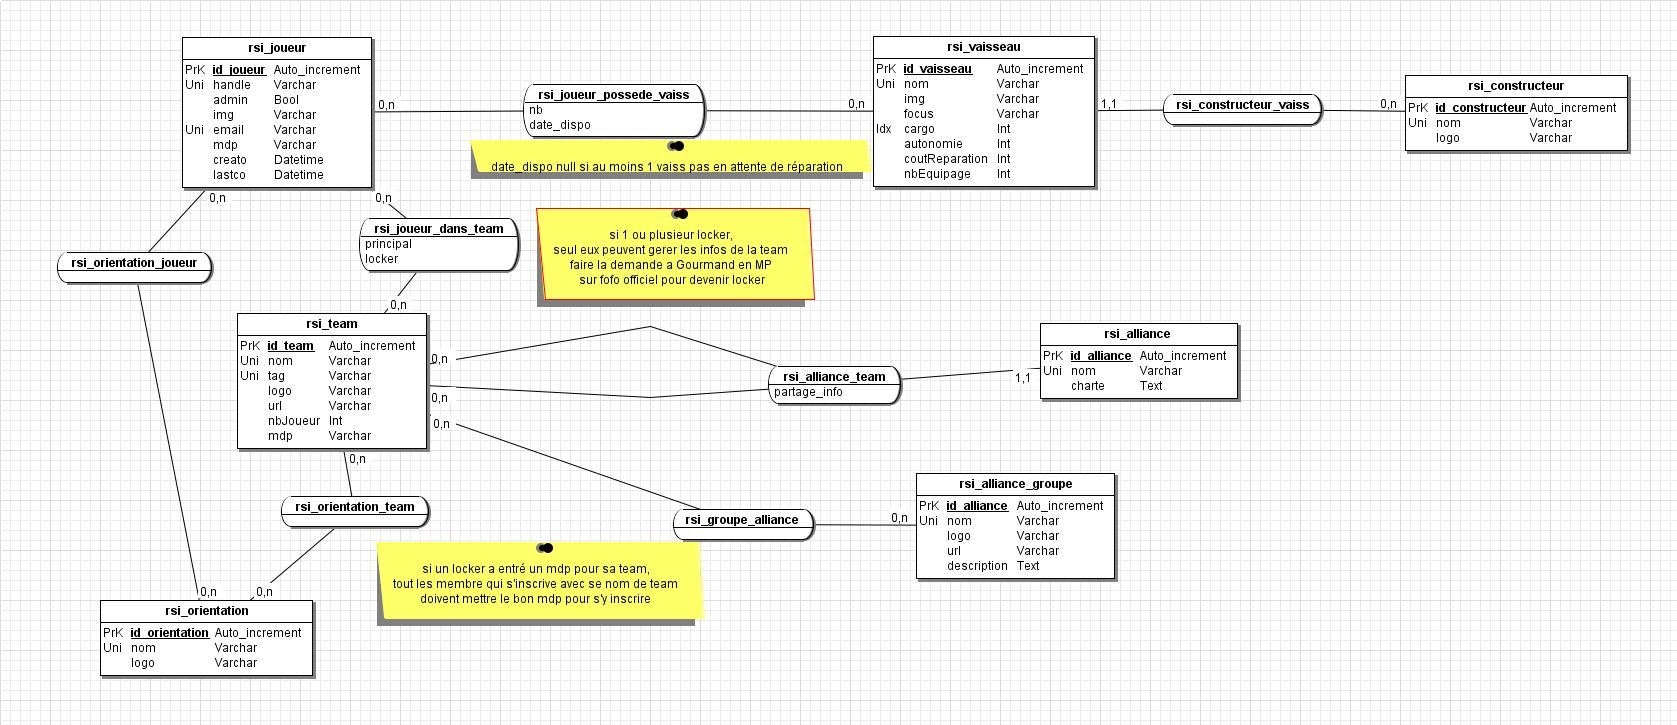 rsi_joueur
PrK id_joueur Auto_increment
Uni handle Varchar
admin Bool
img Varchar
Uni email Varchar
mdp Varchar
creato Datetime
lastco Datetime
0,n
rsi_joueur_possede_vaiss
nb
date_dispo
0,n
date_dispo null si au moins 1 vaiss pas en attente de réparation
rsi_vaisseau
PrK id_vaisseau Auto_increment
Uni nom Varchar
img Varchar
focus Varchar
Idx cargo Int
autonomie Int
coutReparation Int
nbEquipage Int
1,1
rsi_constructeur_vaiss
0,n
rsi_constructeur
PrK id_constructeur Auto_increment
Uni nom Varchar
logo Varchar
0,n
0,n
rsi_joueur_dans_team
principal
locker
si 1 ou plusieur locker,
seul eux peuvent gerer les infos de la team
faire la demande a Gourmand en MP
sur fofo officiel pour devenir locker
rsi_orientation_joueur
0,n
rsi_team
PrK id_team Auto_increment
Uni nom Varchar
Uni tag Varchar
logo Varchar
url Varchar
nbJoueur Int
mdp Varchar
0,n
0,n
0,n
rsi_alliance_team
partage_info
1,1
rsi_alliance
PrK id_alliance Auto_increment
Uni nom Varchar
charte Text
0,n
rsi_orientation_team
rsi_groupe_alliance
0,n
rsi_alliance_groupe
PrK id_alliance Auto_increment
Uni nom Varchar
logo Varchar
url Varchar
description Text
si un locker a entré un mdp pour sa team,
tout les membre qui s'inscrive avec se nom de team
doivent mettre le bon mdp pour s'y inscrire
0,n
0,n
rsi_orientation
PrK id_orientation Auto_increment
Uni nom Varchar
logo Varchar